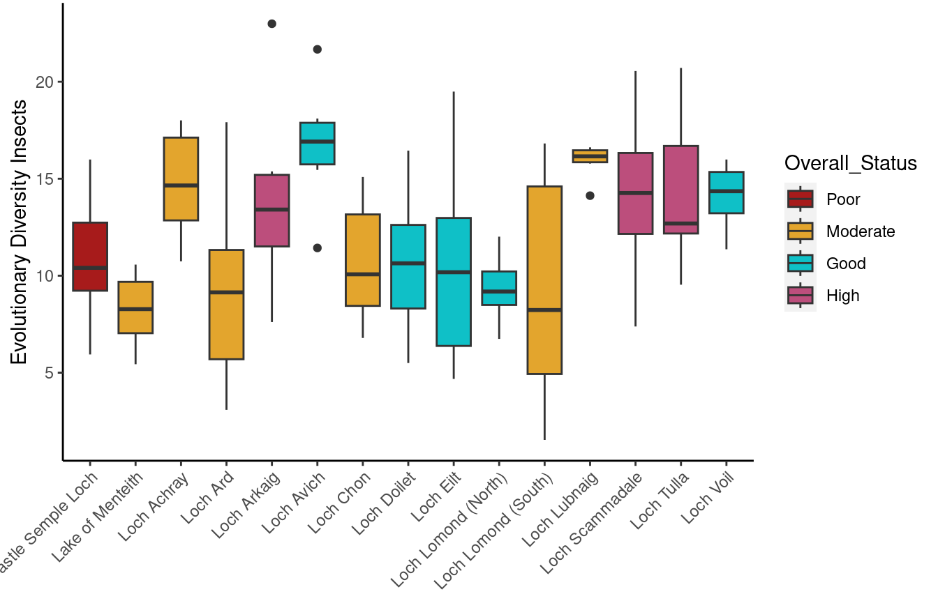 Evolutionary Diversity Insects
20
15
10
5
astle Semple Loch
Lake of Menteith
Loch Achray
Loch Ard
Loch Arkaig
Loch Avich
Loch Chon
Loch Doilet
Loch Eilt
Loch Lomond (North)
Loch Lomond (South)
Loch Lubnaig
Loch Scammadale
Loch Tulla
Loch Voil
Overall_Status
Poor
Moderate
Good
High